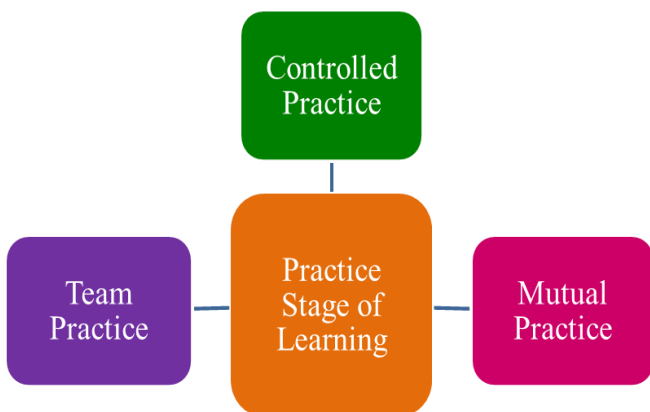 Controlled
Practice
Team
Practice
Practice
Stage of
Learning
Mutual
Practice